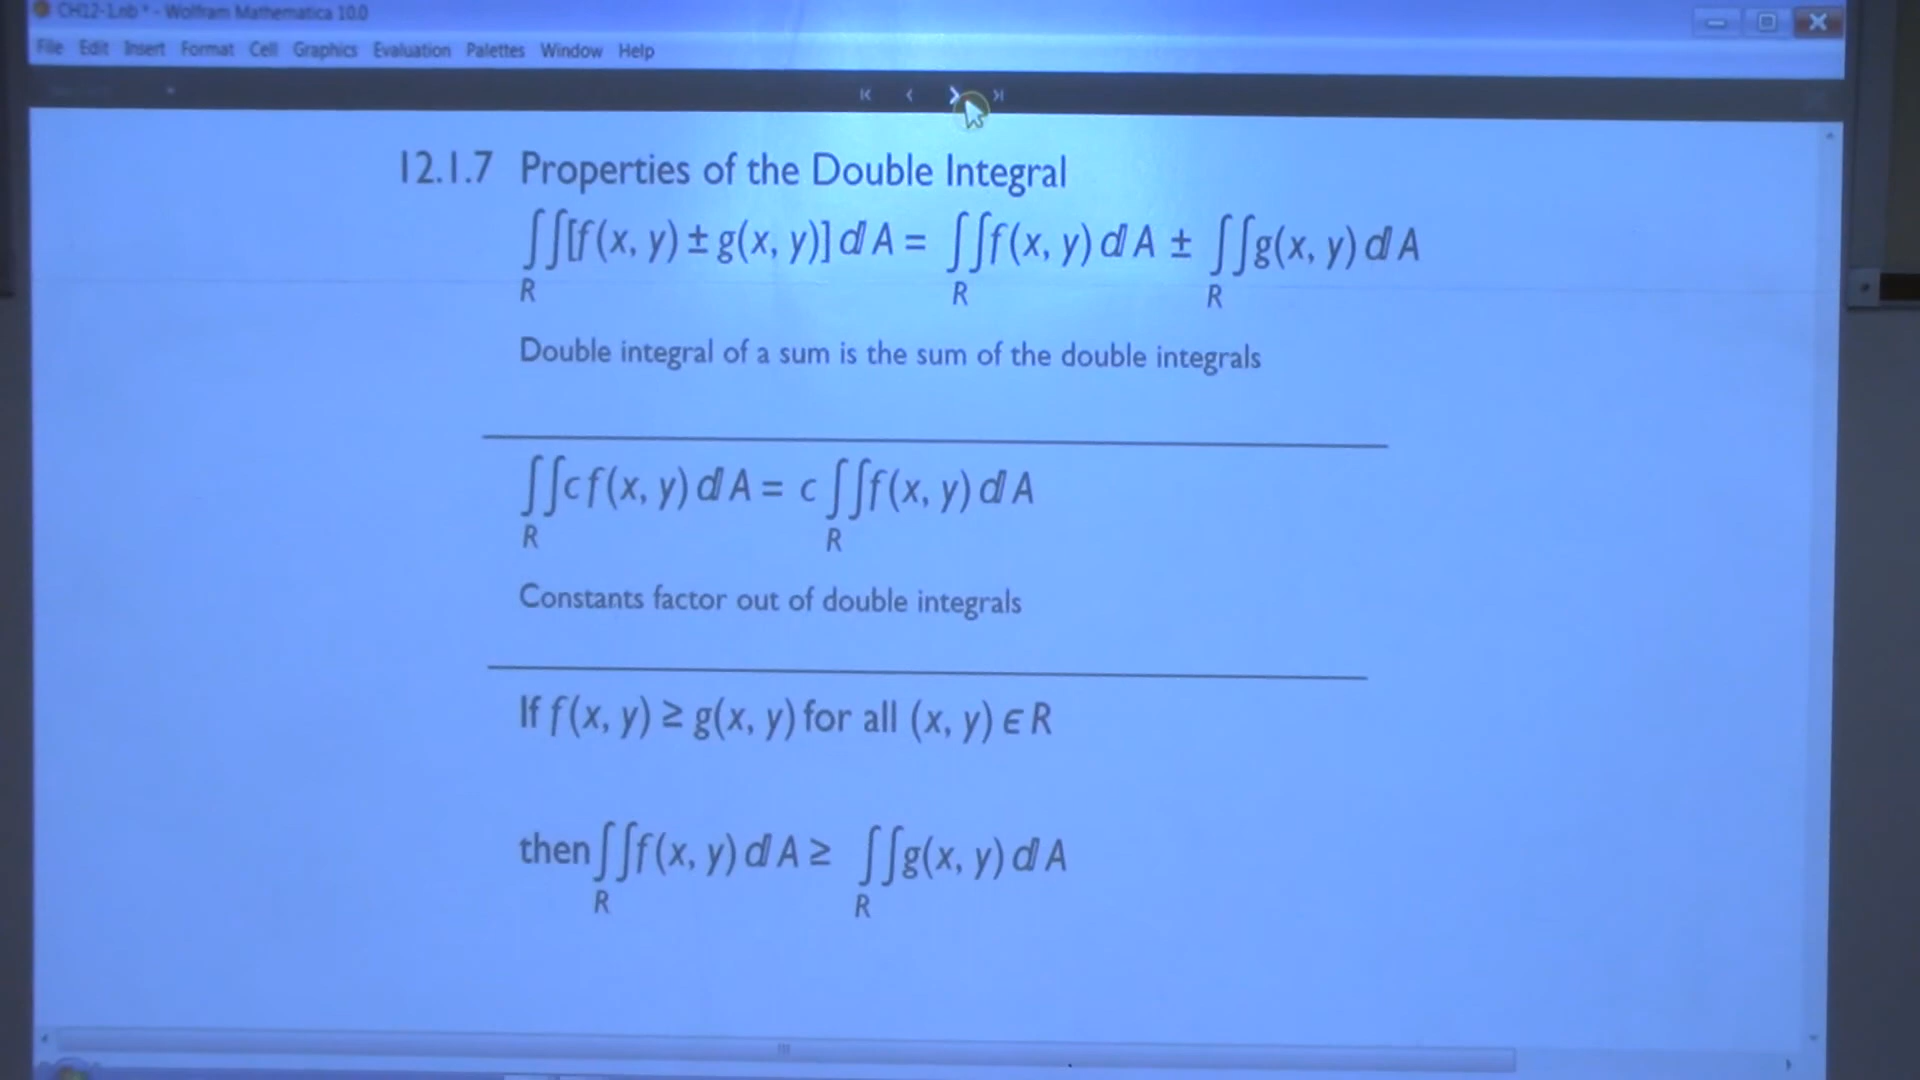 CH12-1.nb * - Wolfram Mathematica 10.0
File Edit Insert Format Cell Graphics Evaluation Palettes Window Help
12.1.7 Properties of the Double Integral
∫∫[f(x, y) ± g(x, y)] ⅆA = ∫∫f(x, y) ⅆA ± ∫∫g(x, y) ⅆA
R R R
Double integral of a sum is the sum of the double integrals
∫∫c f(x, y) ⅆA = c ∫∫f(x, y) ⅆA
R R
Constants factor out of double integrals
If f(x, y) ≥ g(x, y) for all (x, y) ∈ R
then ∫∫f(x, y) ⅆA ≥ ∫∫g(x, y) ⅆA
R R